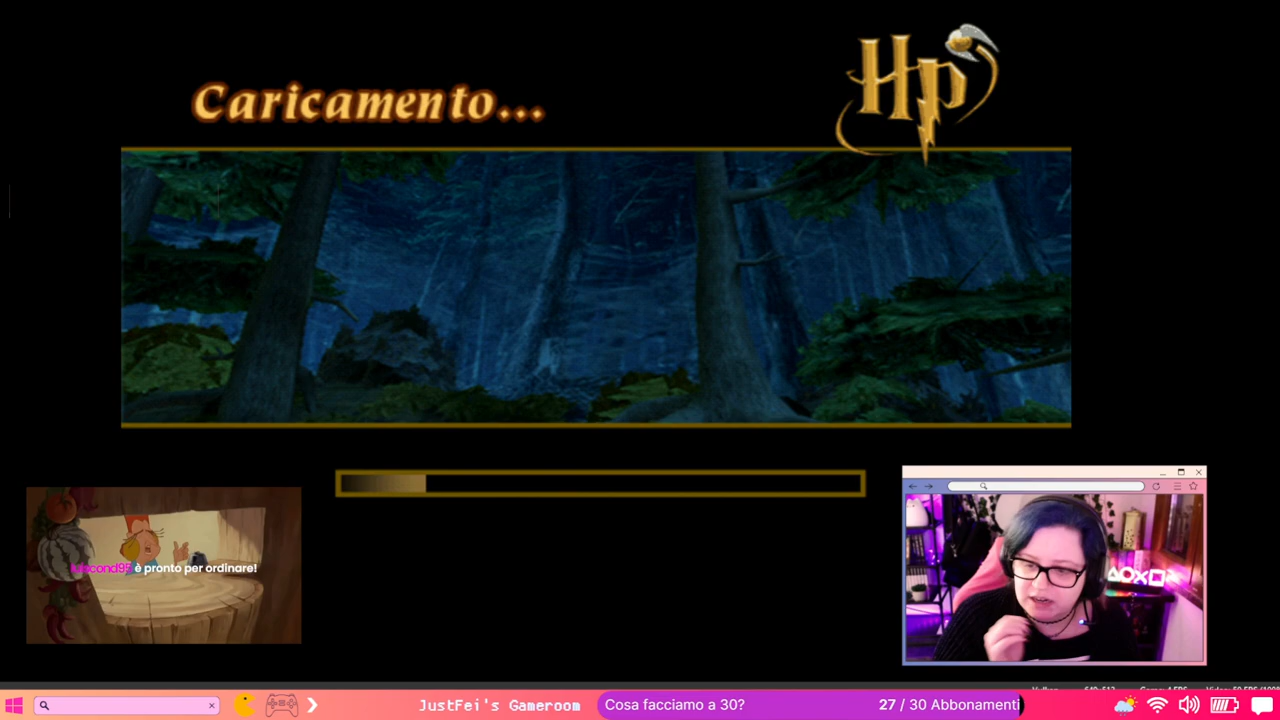 Caricamento...
HP
è pronto per ordinare!
JustFei's Gameroom
Cosa facciamo a 30?
27 / 30 Abbonamenti